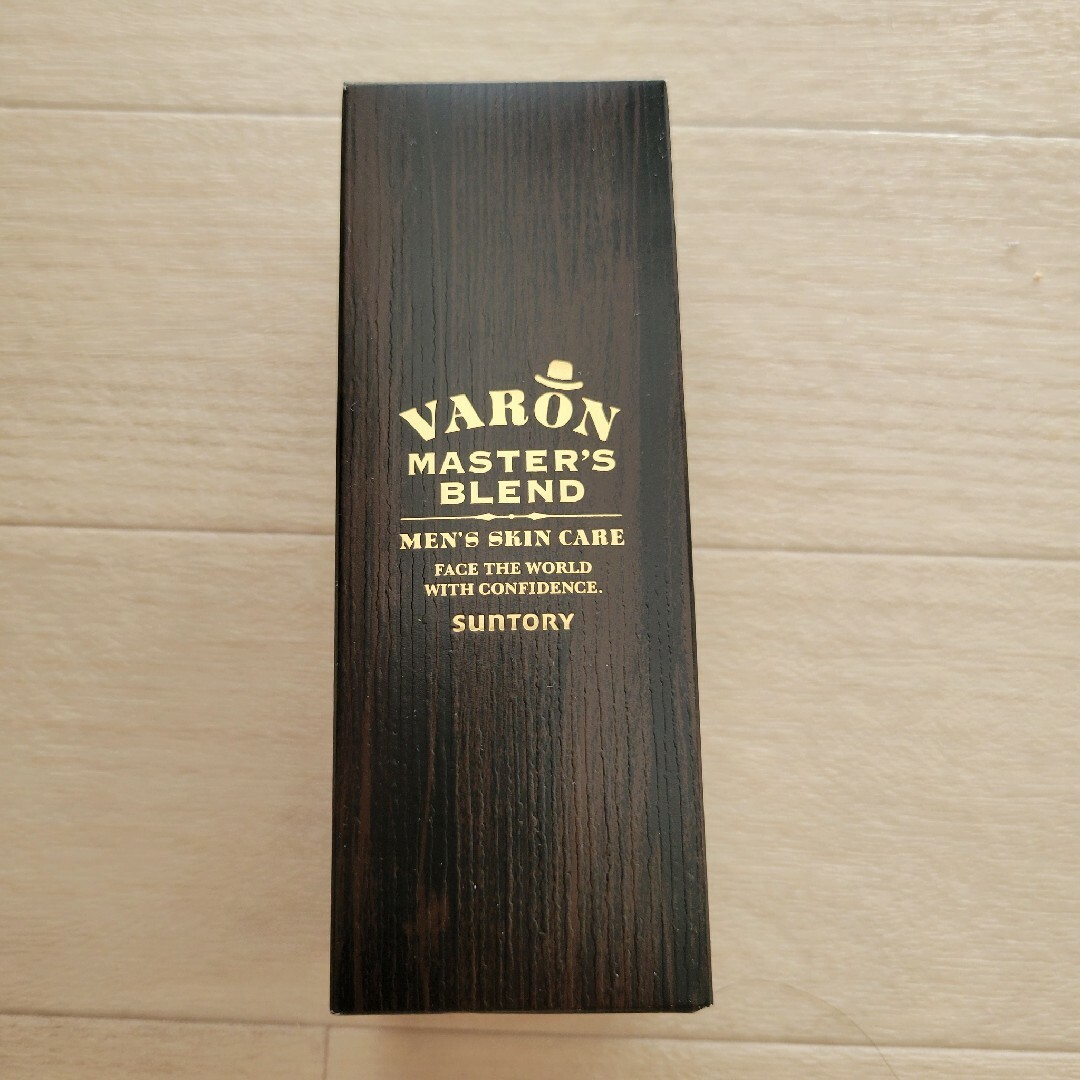 VARON
MASTER'S
BLEND
MEN'S SKIN CARE
FACE THE WORLD
WITH CONFIDENCE.
SUNTORY